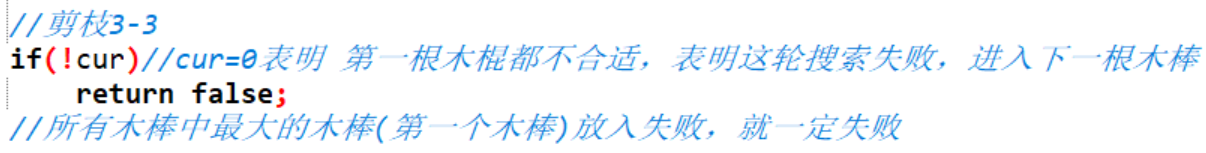 //剪枝3-3
if(!cur)//cur=0表明 第一根木棍都不合适，表明这轮搜索失败，进入下一根木棒
    return false;
//所有木棒中最大的木棒(第一个木棒)放入失败，就一定失败